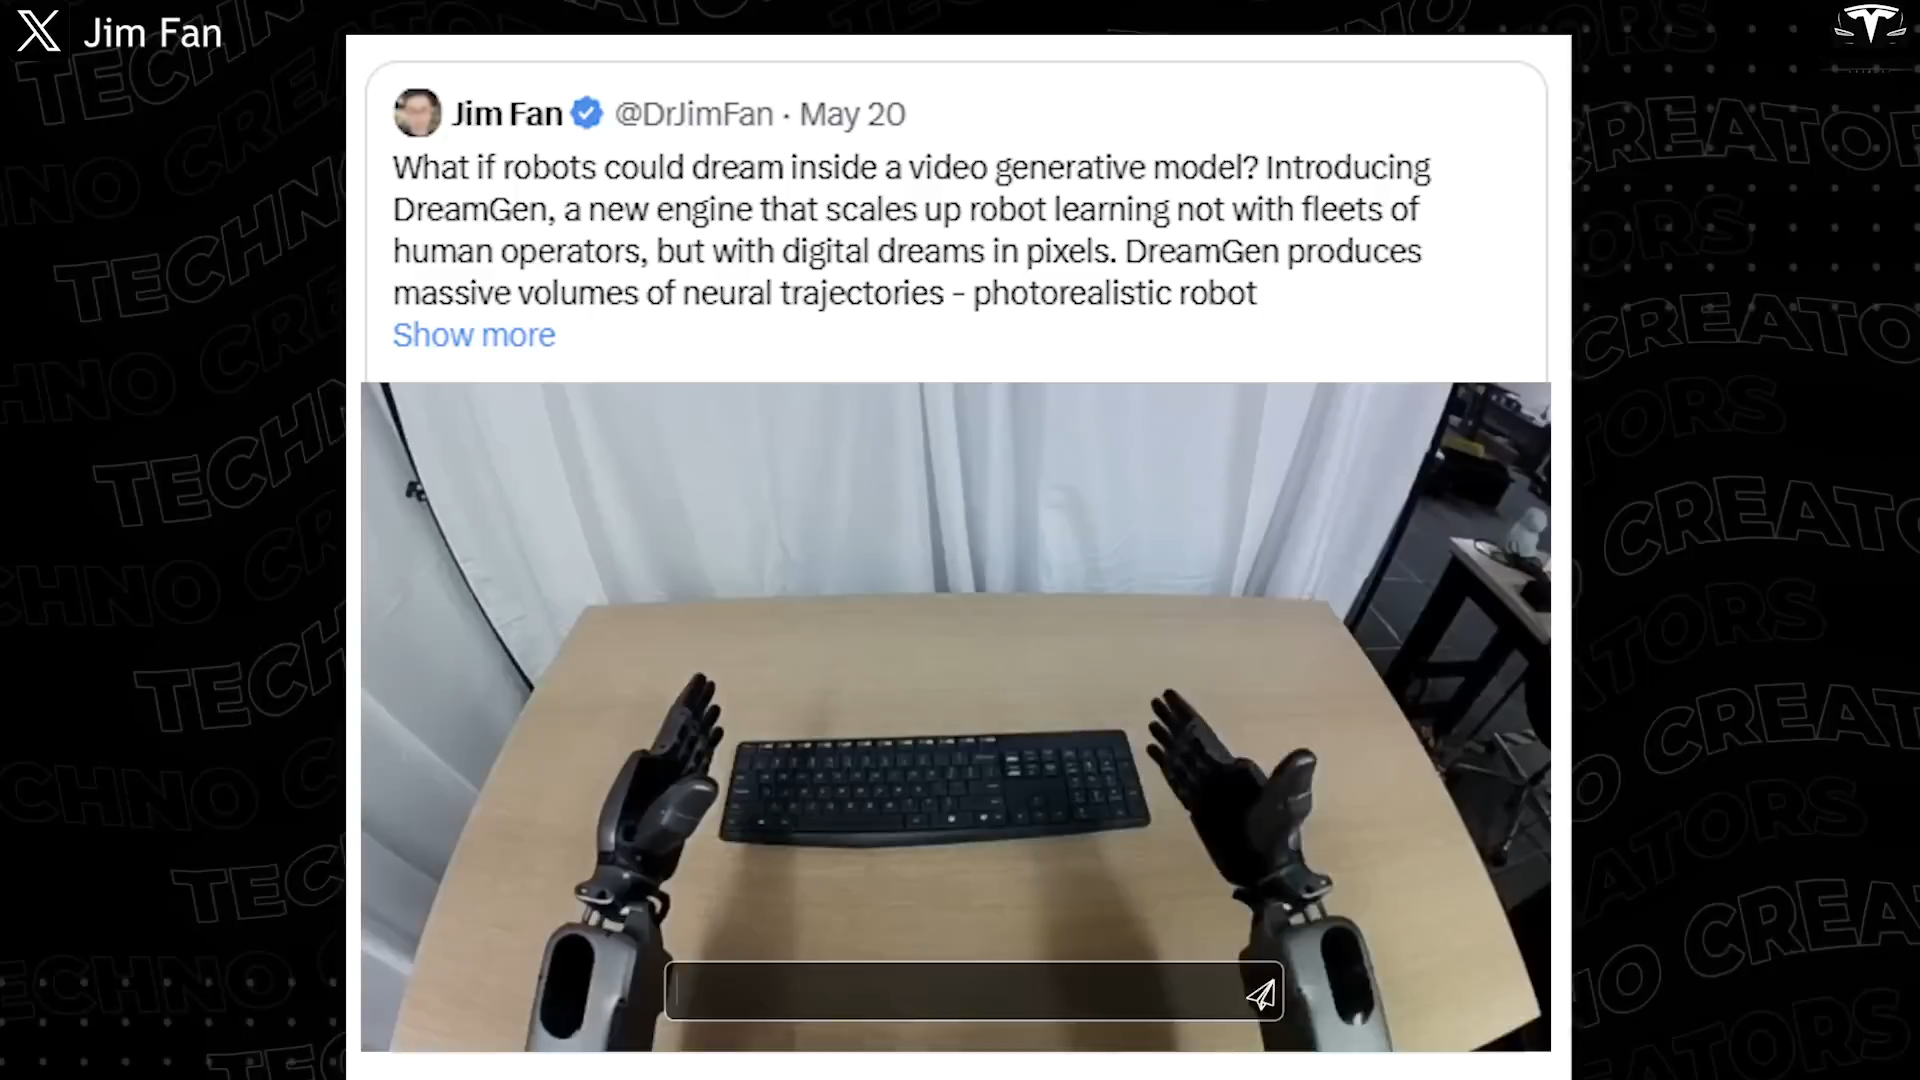 Jim Fan
Jim Fan @DrJimFan · May 20
What if robots could dream inside a video generative model? Introducing
DreamGen, a new engine that scales up robot learning not with fleets of
human operators, but with digital dreams in pixels. DreamGen produces
massive volumes of neural trajectories – photorealistic robot
Show more
TECHNO CREATORS